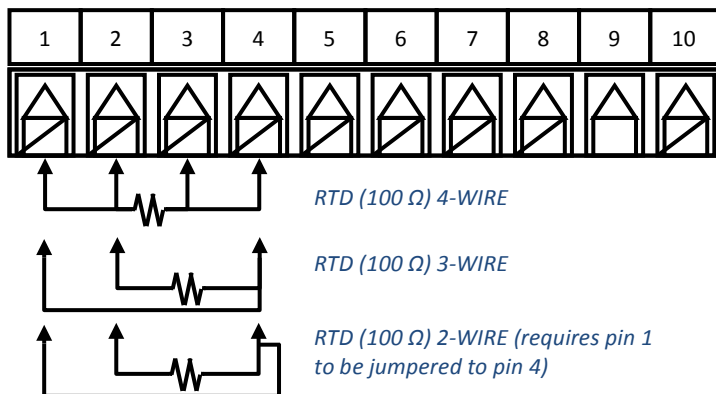 1 2 3 4 5 6 7 8 9 10
RTD (100 Ω) 4-WIRE
RTD (100 Ω) 3-WIRE
RTD (100 Ω) 2-WIRE (requires pin 1
to be jumpered to pin 4)